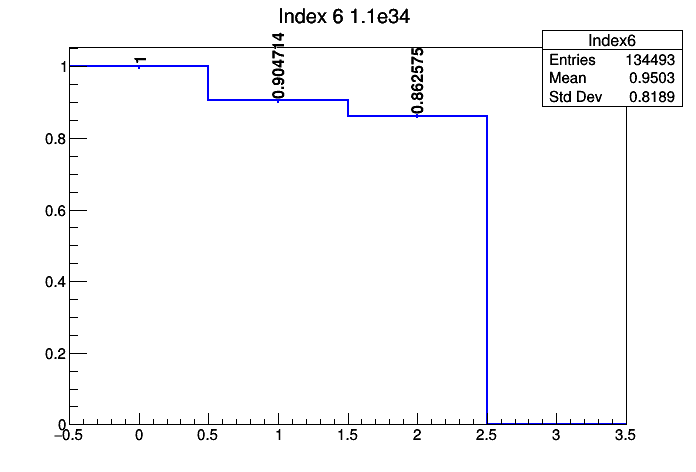 Index 6 1.1e34
Index6
Entries 134493
Mean 0.9503
Std Dev 0.8189
1
0.904714
0.862575
1
0.8
0.6
0.4
0.2
0
−0.5 0 0.5 1 1.5 2 2.5 3 3.5